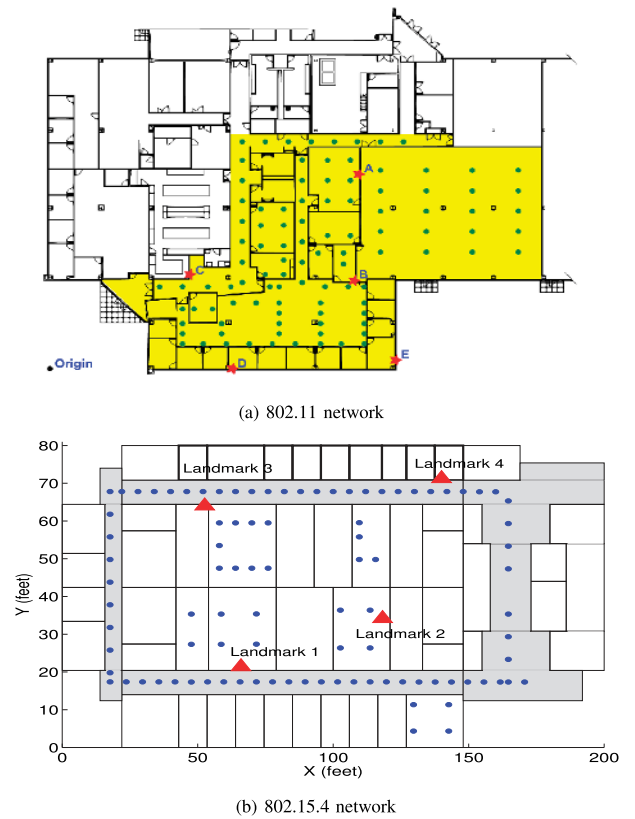 A
B
C
E
Origin
D
(a) 802.11 network
80
Landmark 3
Landmark 4
70
60
50
Y (feet)
40
30
Landmark 2
Landmark 1
20
10
0
0 50 100 150 200
X (feet)
(b) 802.15.4 network